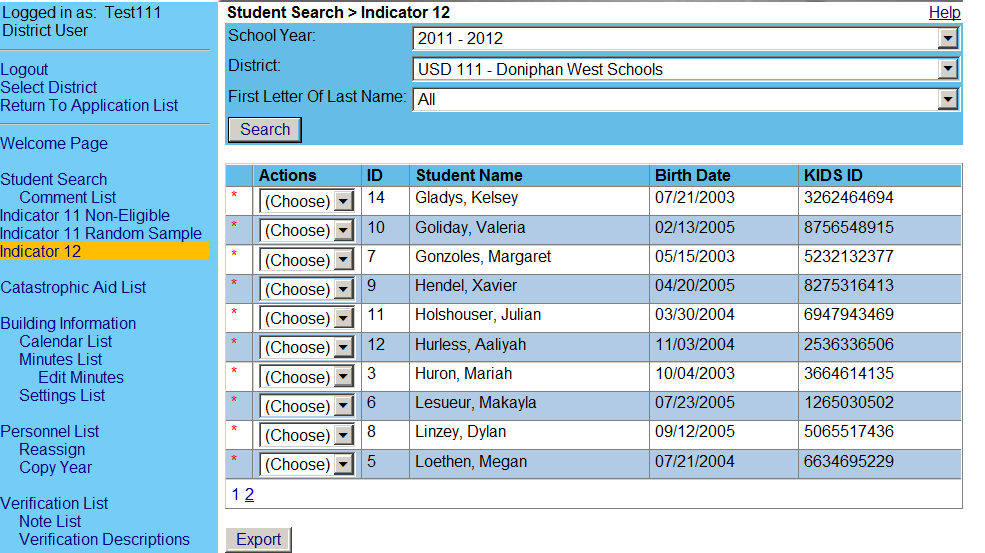 Logged in as:  Test111
District User
Logout
Select District
Return To Application List
Welcome Page
Student Search
Comment List
Indicator 11 Non-Eligible
Indicator 11 Random Sample
Indicator 12
Catastrophic Aid List
Building Information
Calendar List
Minutes List
Edit Minutes
Settings List
Personnel List
Reassign
Copy Year
Verification List
Note List
Verification Descriptions
Student Search > Indicator 12 Help
School Year: 2011 - 2012
District: USD 111 - Doniphan West Schools
First Letter Of Last Name: All
Search
Actions ID Student Name Birth Date KIDS ID
* (Choose) 14 Gladys, Kelsey 07/21/2003 3262464694
* (Choose) 10 Goliday, Valeria 02/13/2005 8756548915
* (Choose) 7 Gonzoles, Margaret 05/15/2003 5232132377
* (Choose) 9 Hendel, Xavier 04/20/2005 8275316413
* (Choose) 11 Holshouser, Julian 03/30/2004 6947943469
* (Choose) 12 Hurless, Aaliyah 11/03/2004 2536336506
* (Choose) 3 Huron, Mariah 10/04/2003 3664614135
* (Choose) 6 Lesueur, Makayla 07/23/2005 1265030502
* (Choose) 8 Linzey, Dylan 09/12/2005 5065517436
* (Choose) 5 Loethen, Megan 07/21/2004 6634695229
1 2
Export